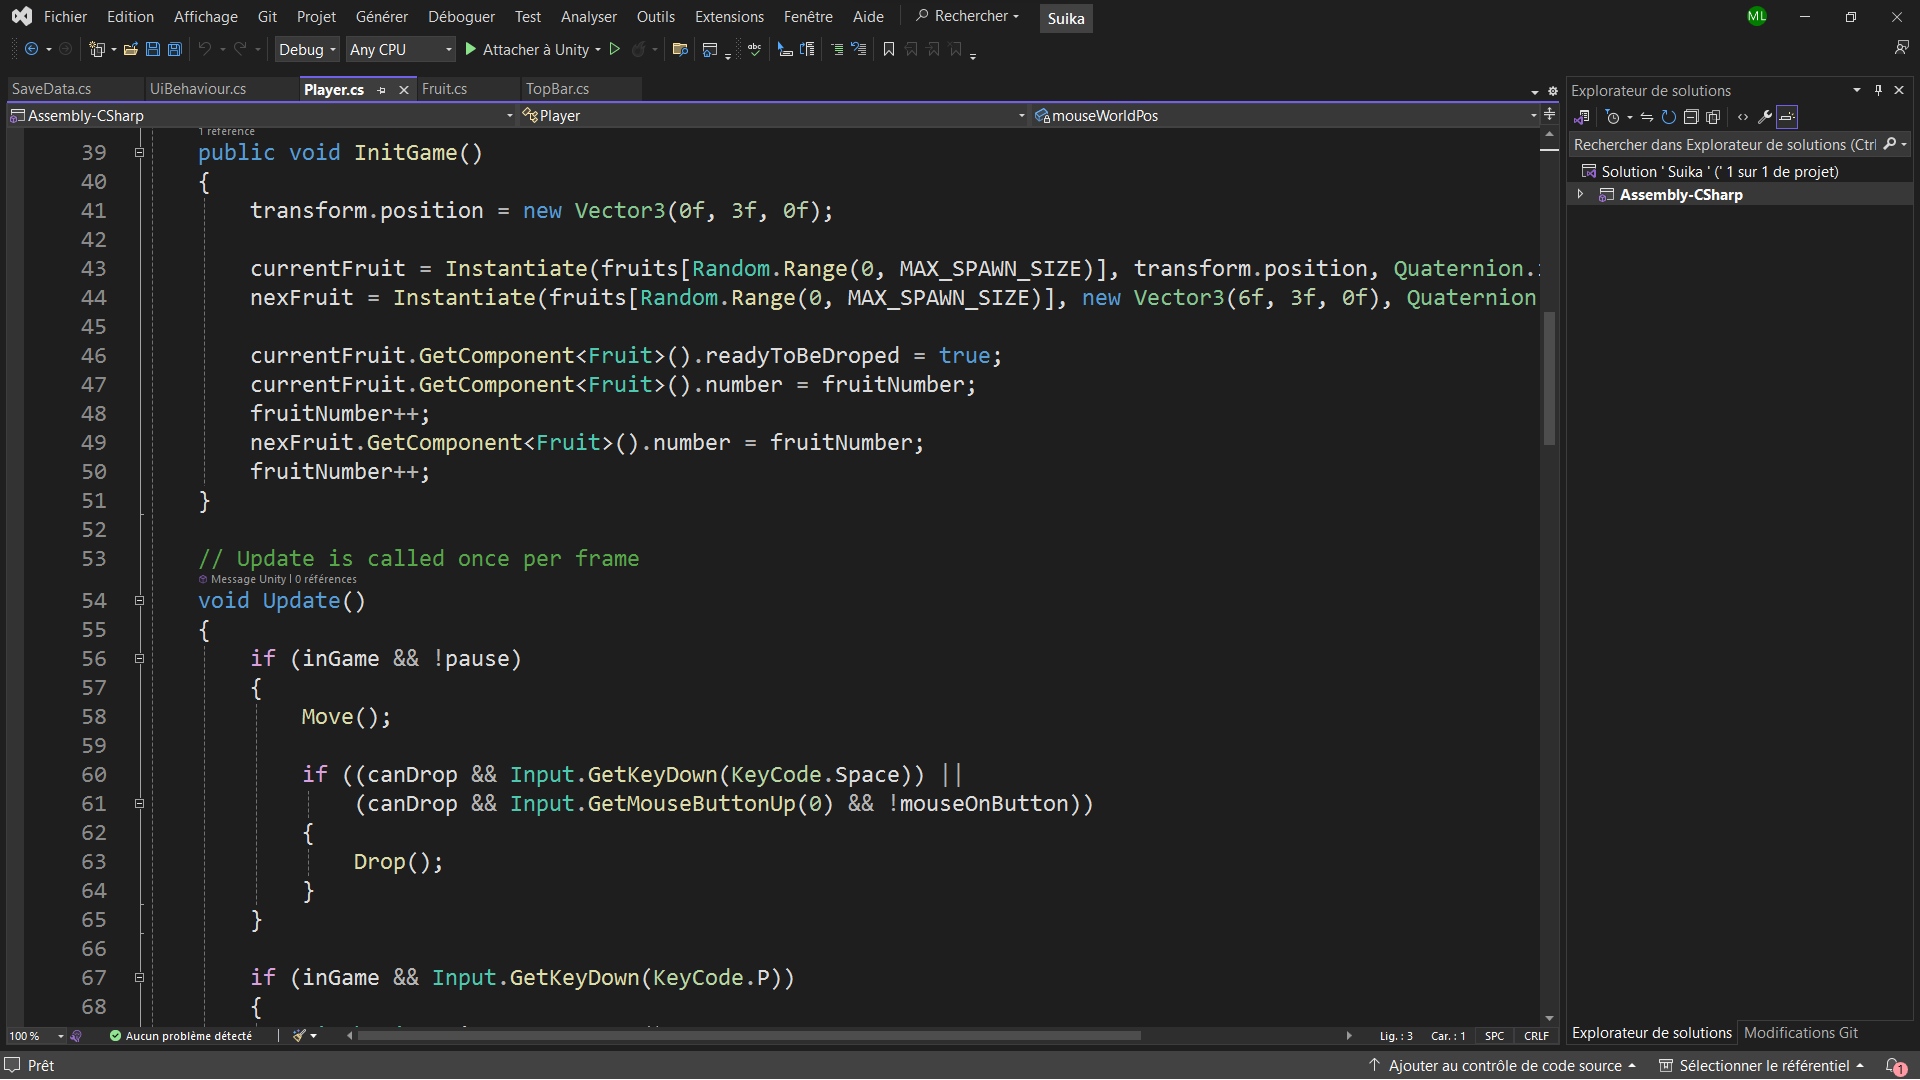 Fichier Edition Affichage Git Projet Générer Déboguer Test Analyser Outils Extensions Fenêtre Aide Rechercher Suika ML
Debug Any CPU Attacher à Unity
SaveData.cs UiBehaviour.cs Player.cs Fruit.cs TopBar.cs
Assembly-CSharp Player mouseWorldPos
1 référence
39 public void InitGame()
40 {
41 transform.position = new Vector3(0f, 3f, 0f);
42
43 currentFruit = Instantiate(fruits[Random.Range(0, MAX_SPAWN_SIZE)], transform.position, Quaternion.
44 nexFruit = Instantiate(fruits[Random.Range(0, MAX_SPAWN_SIZE)], new Vector3(6f, 3f, 0f), Quaternion
45
46 currentFruit.GetComponent<Fruit>().readyToBeDroped = true;
47 currentFruit.GetComponent<Fruit>().number = fruitNumber;
48 fruitNumber++;
49 nexFruit.GetComponent<Fruit>().number = fruitNumber;
50 fruitNumber++;
51 }
52
53 // Update is called once per frame
Message Unity | 0 références
54 void Update()
55 {
56 if (inGame && !pause)
57 {
58 Move();
59
60 if ((canDrop && Input.GetKeyDown(KeyCode.Space)) ||
61 (canDrop && Input.GetMouseButtonUp(0) && !mouseOnButton))
62 {
63 Drop();
64 }
65 }
66
67 if (inGame && Input.GetKeyDown(KeyCode.P))
68 {
100 % Aucun problème détecté Lig. : 3 Car. : 1 SPC CRLF
Explorateur de solutions
Rechercher dans Explorateur de solutions (Ctrl
Solution ' Suika ' (' 1 sur 1 de projet)
Assembly-CSharp
Explorateur de solutions Modifications Git
Prêt Ajouter au contrôle de code source Sélectionner le référentiel 1